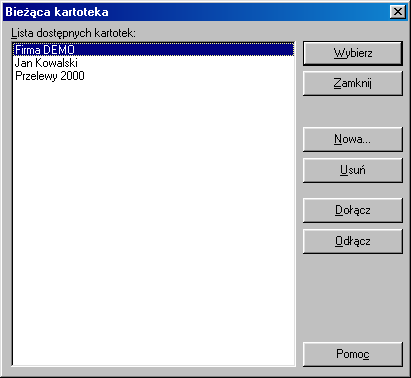 Bieżąca kartoteka
Lista dostępnych kartotek:
Firma DEMO
Jan Kowalski
Przelewy 2000
Wybierz
Zamknij
Nowa...
Usuń
Dołącz
Odłącz
Pomoc